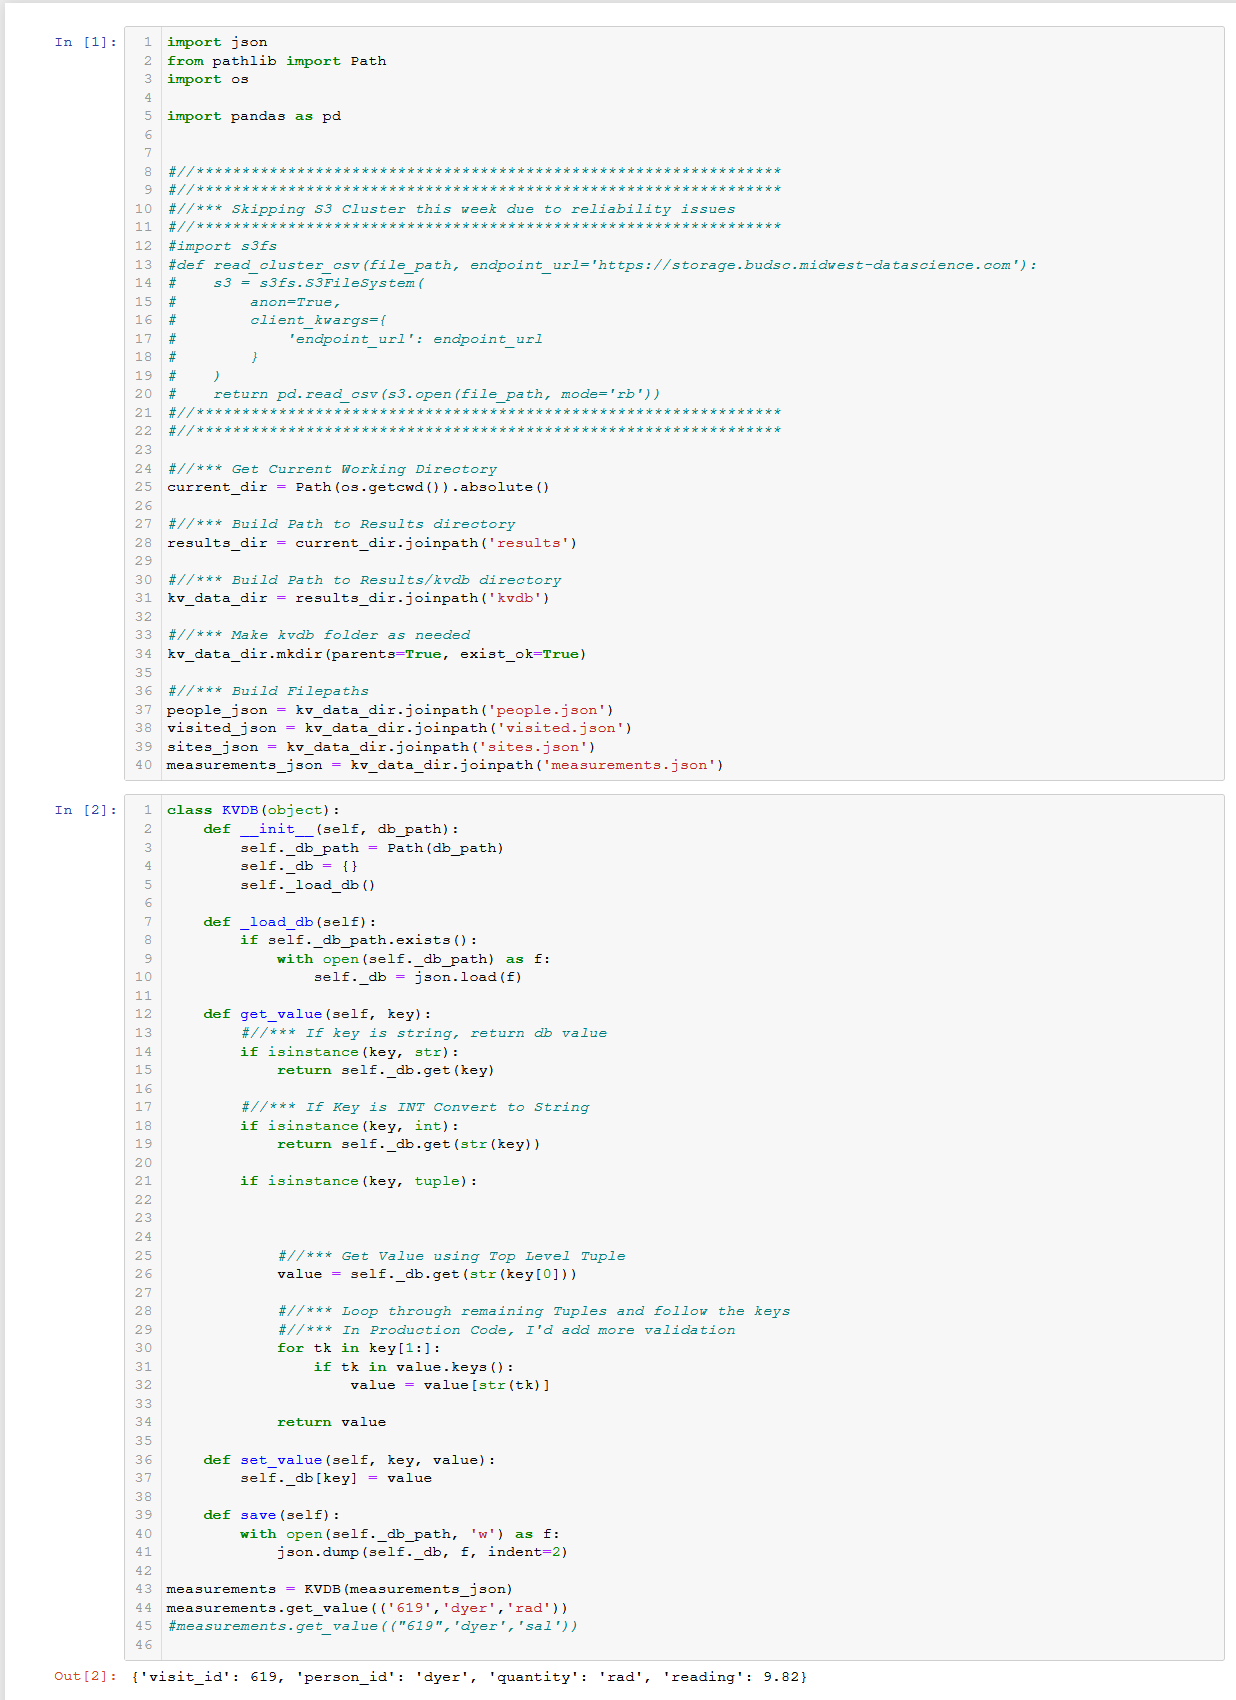 In [1]:
1 import json
2 from pathlib import Path
3 import os
4
5 import pandas as pd
6
7
8 #//****************************************************************
9 #//****************************************************************
10 #//*** Skipping S3 Cluster this week due to reliability issues
11 #//****************************************************************
12 #import s3fs
13 #def read_cluster_csv(file_path, endpoint_url='https://storage.budsc.midwest-datascience.com'):
14 #    s3 = s3fs.S3FileSystem(
15 #        anon=True,
16 #        client_kwargs={
17 #            'endpoint_url': endpoint_url
18 #        }
19 #    )
20 #    return pd.read_csv(s3.open(file_path, mode='rb'))
21 #//****************************************************************
22 #//****************************************************************
23
24 #//*** Get Current Working Directory
25 current_dir = Path(os.getcwd()).absolute()
26
27 #//*** Build Path to Results directory
28 results_dir = current_dir.joinpath('results')
29
30 #//*** Build Path to Results/kvdb directory
31 kv_data_dir = results_dir.joinpath('kvdb')
32
33 #//*** Make kvdb folder as needed
34 kv_data_dir.mkdir(parents=True, exist_ok=True)
35
36 #//*** Build Filepaths
37 people_json = kv_data_dir.joinpath('people.json')
38 visited_json = kv_data_dir.joinpath('visited.json')
39 sites_json = kv_data_dir.joinpath('sites.json')
40 measurements_json = kv_data_dir.joinpath('measurements.json')
In [2]:
1 class KVDB(object):
2     def __init__(self, db_path):
3         self._db_path = Path(db_path)
4         self._db = {}
5         self._load_db()
6
7     def _load_db(self):
8         if self._db_path.exists():
9             with open(self._db_path) as f:
10                 self._db = json.load(f)
11
12     def get_value(self, key):
13         #//*** If key is string, return db value
14         if isinstance(key, str):
15             return self._db.get(key)
16
17         #//*** If Key is INT Convert to String
18         if isinstance(key, int):
19             return self._db.get(str(key))
20
21         if isinstance(key, tuple):
22
23
24
25             #//*** Get Value using Top Level Tuple
26             value = self._db.get(str(key[0]))
27
28             #//*** Loop through remaining Tuples and follow the keys
29             #//*** In Production Code, I'd add more validation
30             for tk in key[1:]:
31                 if tk in value.keys():
32                     value = value[str(tk)]
33
34             return value
35
36     def set_value(self, key, value):
37         self._db[key] = value
38
39     def save(self):
40         with open(self._db_path, 'w') as f:
41             json.dump(self._db, f, indent=2)
42
43 measurements = KVDB(measurements_json)
44 measurements.get_value(('619','dyer','rad'))
45 #measurements.get_value(("619",'dyer','sal'))
46
Out[2]: {'visit_id': 619, 'person_id': 'dyer', 'quantity': 'rad', 'reading': 9.82}